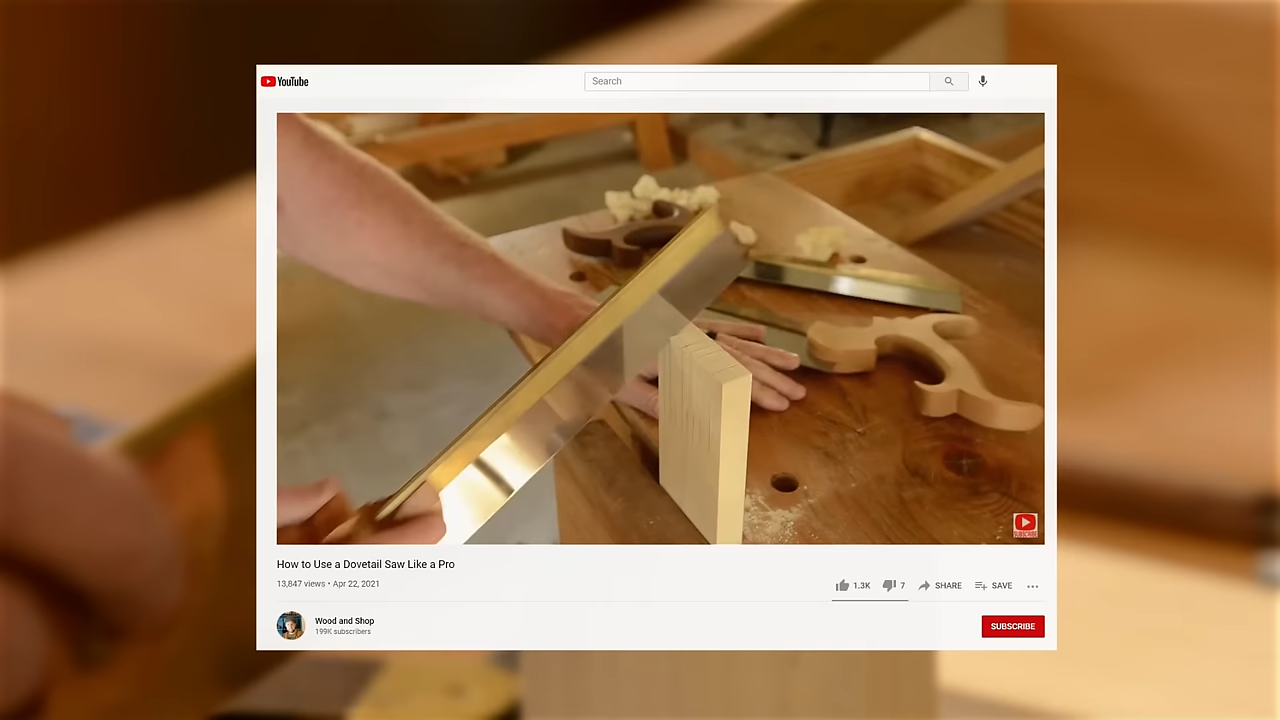 YouTube
Search
SUBSCRIBE
How to Use a Dovetail Saw Like a Pro
13,847 views • Apr 22, 2021
1.3K 7 SHARE SAVE
Wood and Shop
199K subscribers
SUBSCRIBE